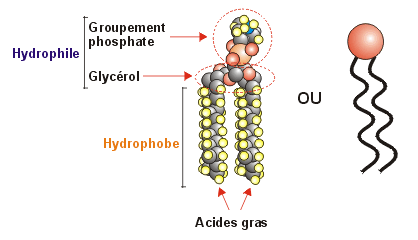 Groupement
phosphate
Hydrophile
Glycérol
OU
Hydrophobe
Acides gras